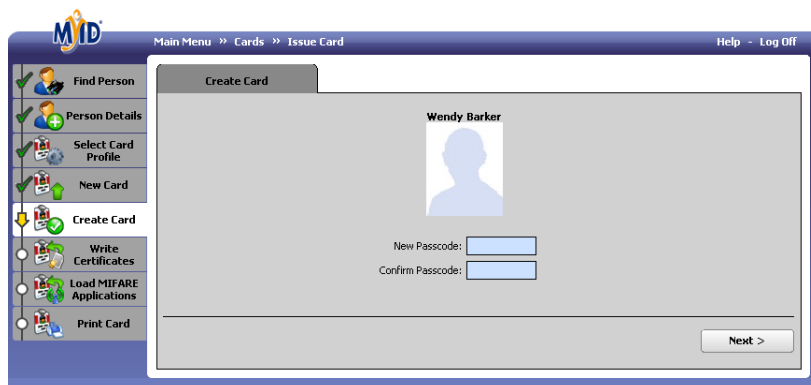 MyID
Main Menu » Cards » Issue Card
Help - Log Off
Find Person
Person Details
Select Card
Profile
New Card
Create Card
Write
Certificates
Load MIFARE
Applications
Print Card
Create Card
Wendy Barker
New Passcode:
Confirm Passcode:
Next >